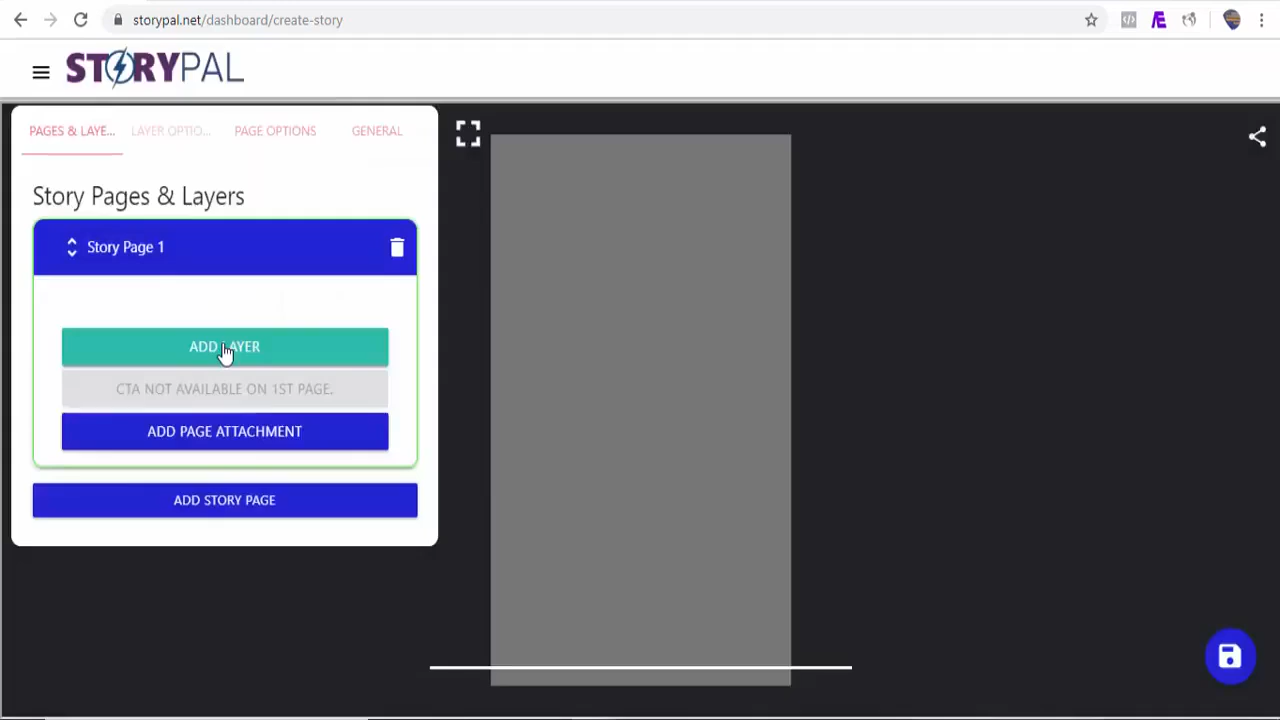 storypal.net/dashboard/create-story
STORYPAL
PAGES & LAYE... LAYER OPTIO... PAGE OPTIONS GENERAL
Story Pages & Layers
Story Page 1
ADD LAYER
CTA NOT AVAILABLE ON 1ST PAGE.
ADD PAGE ATTACHMENT
ADD STORY PAGE